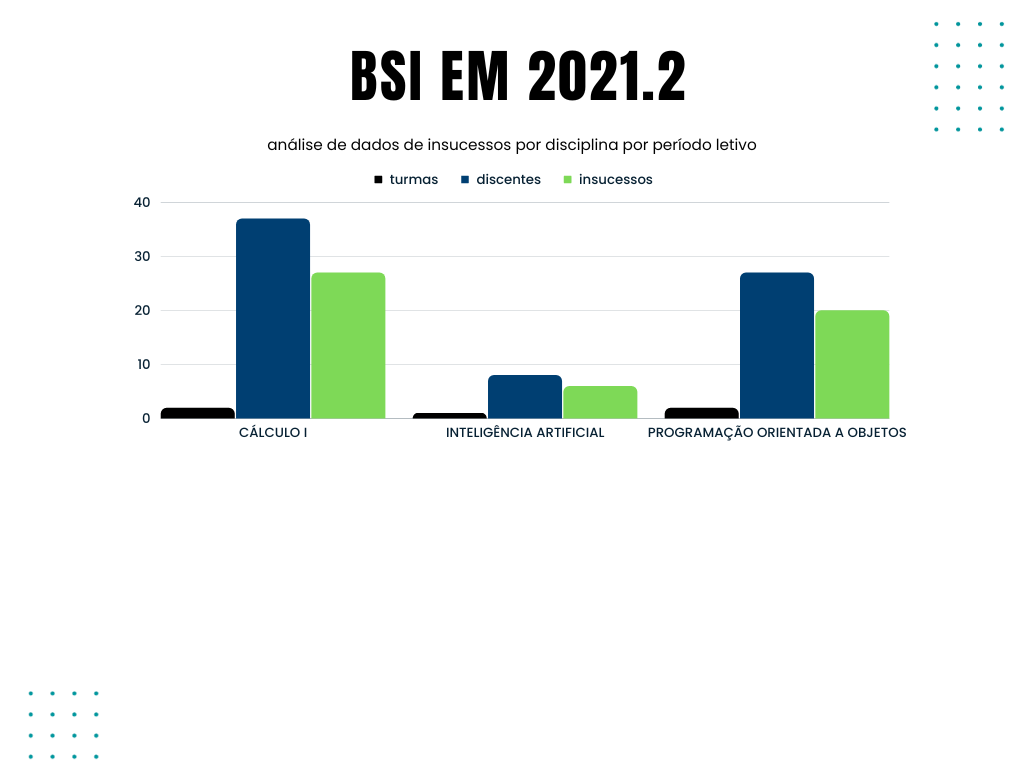 BSI EM 2021.2
análise de dados de insucessos por disciplina por período letivo
turmas discentes insucessos
40
30
20
10
0
CÁLCULO I INTELIGÊNCIA ARTIFICIAL PROGRAMAÇÃO ORIENTADA A OBJETOS